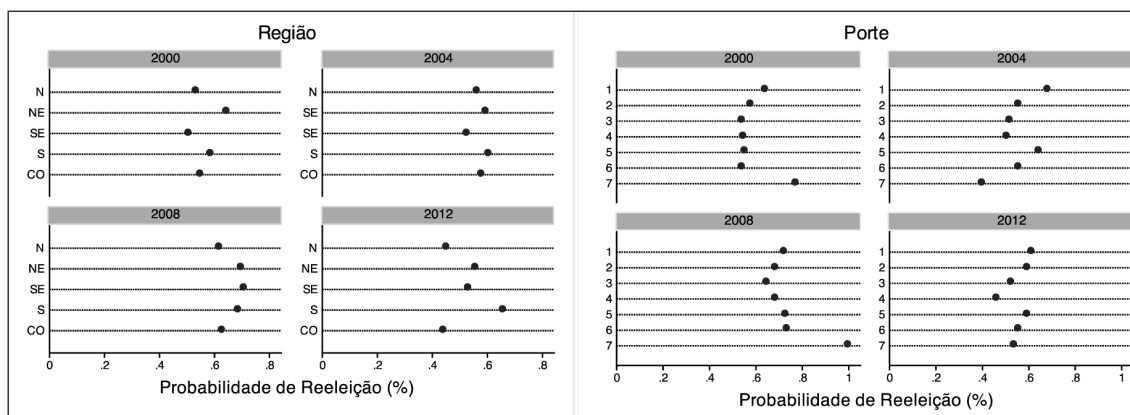 Região
2000
2004
N
NE
SE
S
CO
N
SE
SE
S
CO
2008
2012
N
NE
SE
S
CO
N
NE
SE
S
CO
0 .2 .4 .6 .8
0 .2 .4 .6 .8
Probabilidade de Reeleição (%)
Porte
2000
2004
1
2
3
4
5
6
7
1
2
3
4
5
6
7
2008
2012
1
2
3
4
5
6
7
1
2
3
4
5
6
7
0 .2 .4 .6 .8 1
0 .2 .4 .6 .8 1
Probabilidade de Reeleição (%)